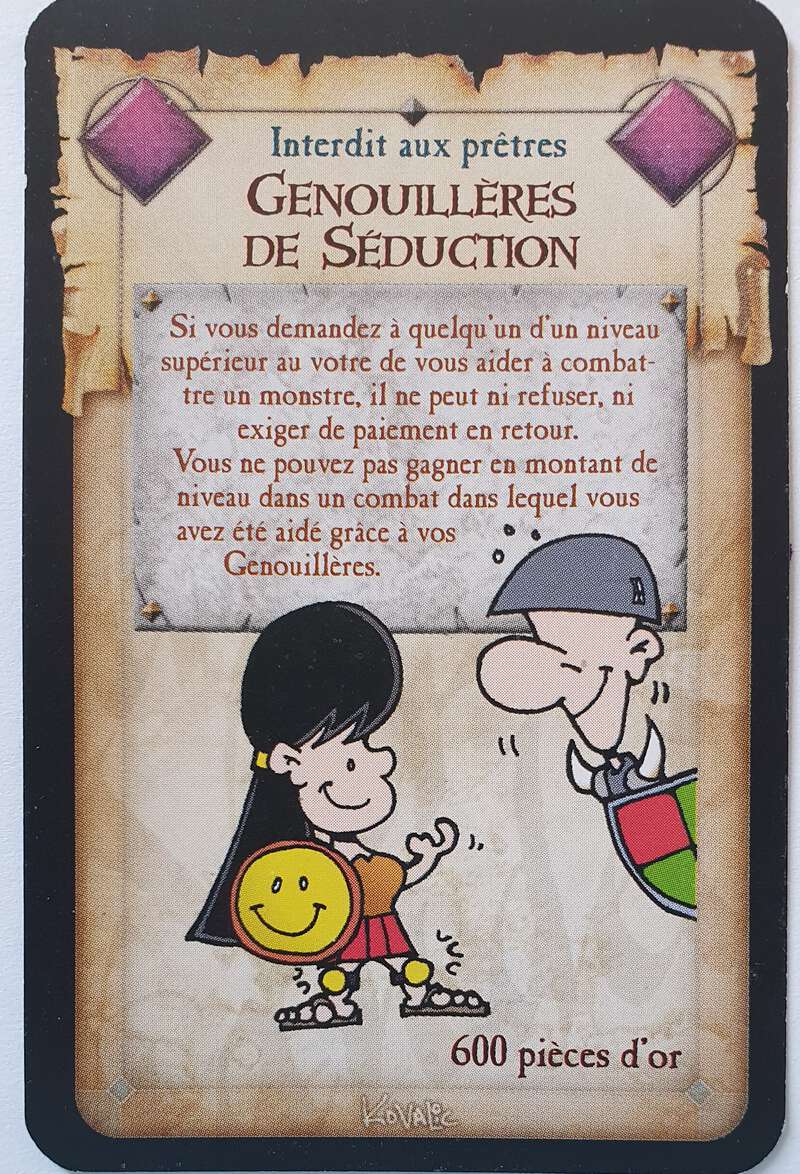 Interdit aux prêtres
GENOUILLÈRES
DE SÉDUCTION
Si vous demandez à quelqu'un d'un niveau
supérieur au votre de vous aider à combat-
tre un monstre, il ne peut ni refuser, ni
exiger de paiement en retour.
Vous ne pouvez pas gagner en montant de
niveau dans un combat dans lequel vous
avez été aidé grâce à vos
Genouillères.
600 pièces d'or
KOVALIC